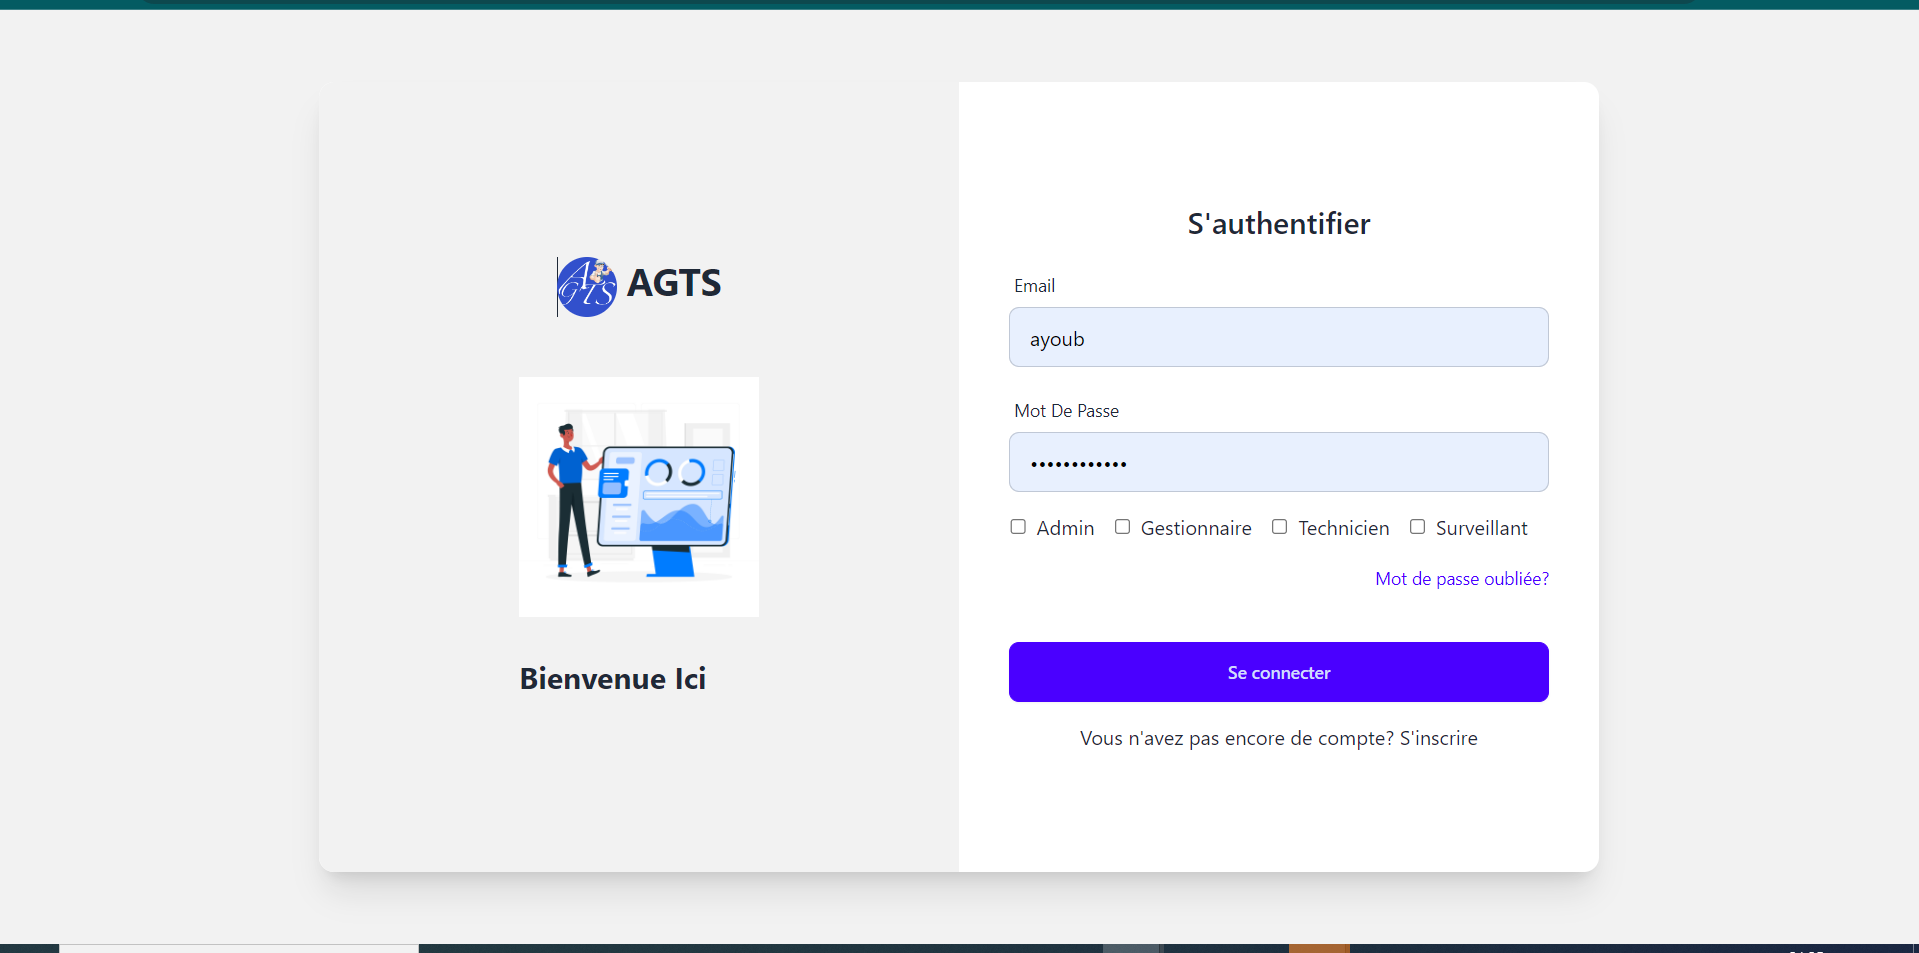 AGTS
AGTS
Bienvenue Ici
S'authentifier
Email
ayoub
Mot De Passe
••••••••••••
Admin Gestionnaire Technicien Surveillant
Mot de passe oubliée?
Se connecter
Vous n'avez pas encore de compte? S'inscrire